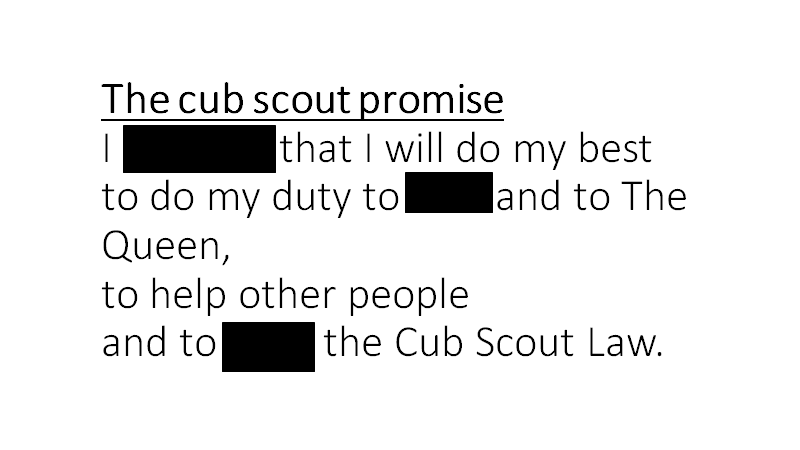 The cub scout promise
I that I will do my best
to do my duty to and to The
Queen,
to help other people
and to the Cub Scout Law.